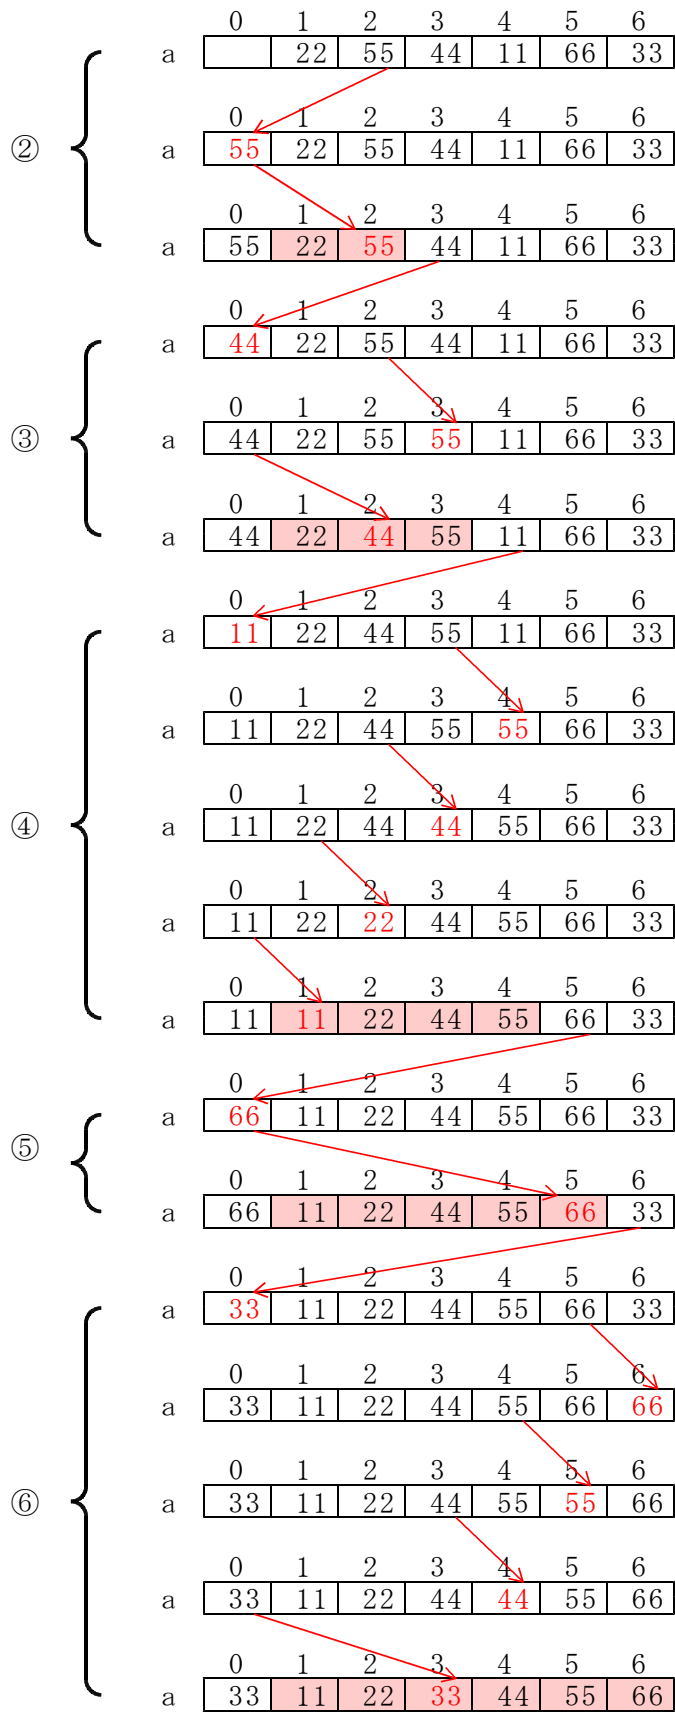 0 1 2 3 4 5 6
a 22 55 44 11 66 33
0 1 2 3 4 5 6
② a 55 22 55 44 11 66 33
0 1 2 3 4 5 6
a 55 22 55 44 11 66 33
0 1 2 3 4 5 6
a 44 22 55 44 11 66 33
0 1 2 3 4 5 6
③ a 44 22 55 55 11 66 33
0 1 2 3 4 5 6
a 44 22 44 55 11 66 33
0 1 2 3 4 5 6
a 11 22 44 55 11 66 33
0 1 2 3 4 5 6
a 11 22 44 55 55 66 33
0 1 2 3 4 5 6
④ a 11 22 44 44 55 66 33
0 1 2 3 4 5 6
a 11 22 22 44 55 66 33
0 1 2 3 4 5 6
a 11 11 22 44 55 66 33
0 1 2 3 4 5 6
a 66 11 22 44 55 66 33
⑤
0 1 2 3 4 5 6
a 66 11 22 44 55 66 33
0 1 2 3 4 5 6
a 33 11 22 44 55 66 33
0 1 2 3 4 5 6
a 33 11 22 44 55 66 66
0 1 2 3 4 5 6
⑥ a 33 11 22 44 55 55 66
0 1 2 3 4 5 6
a 33 11 22 44 44 55 66
0 1 2 3 4 5 6
a 33 11 22 33 44 55 66